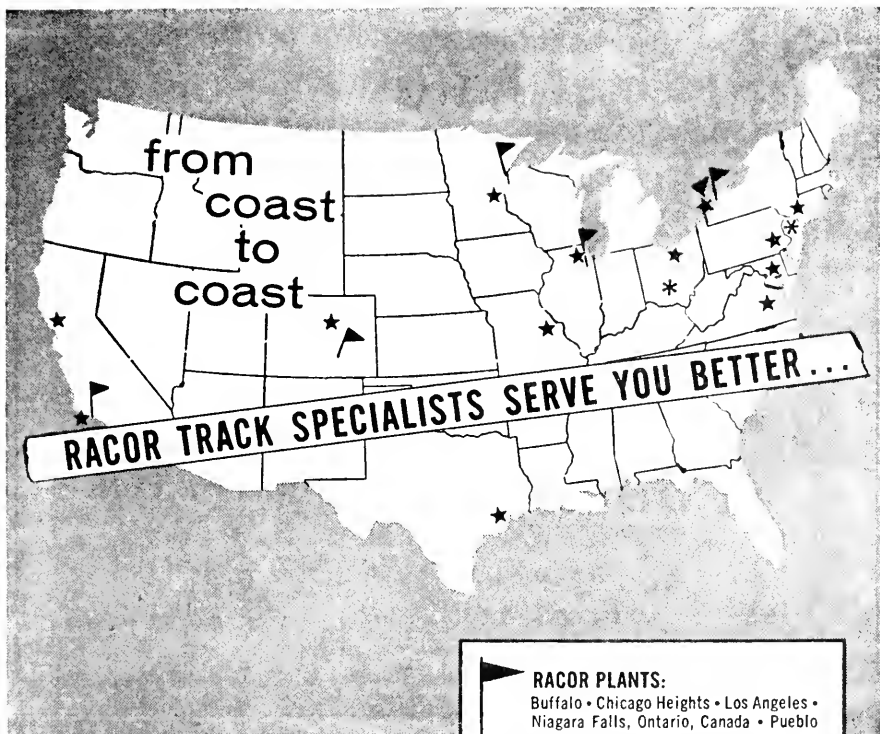 from
coast
to
coast
RACOR TRACK SPECIALISTS SERVE YOU BETTER...
RACOR PLANTS:
Buffalo • Chicago Heights • Los Angeles •
Niagara Falls, Ontario, Canada • Pueblo